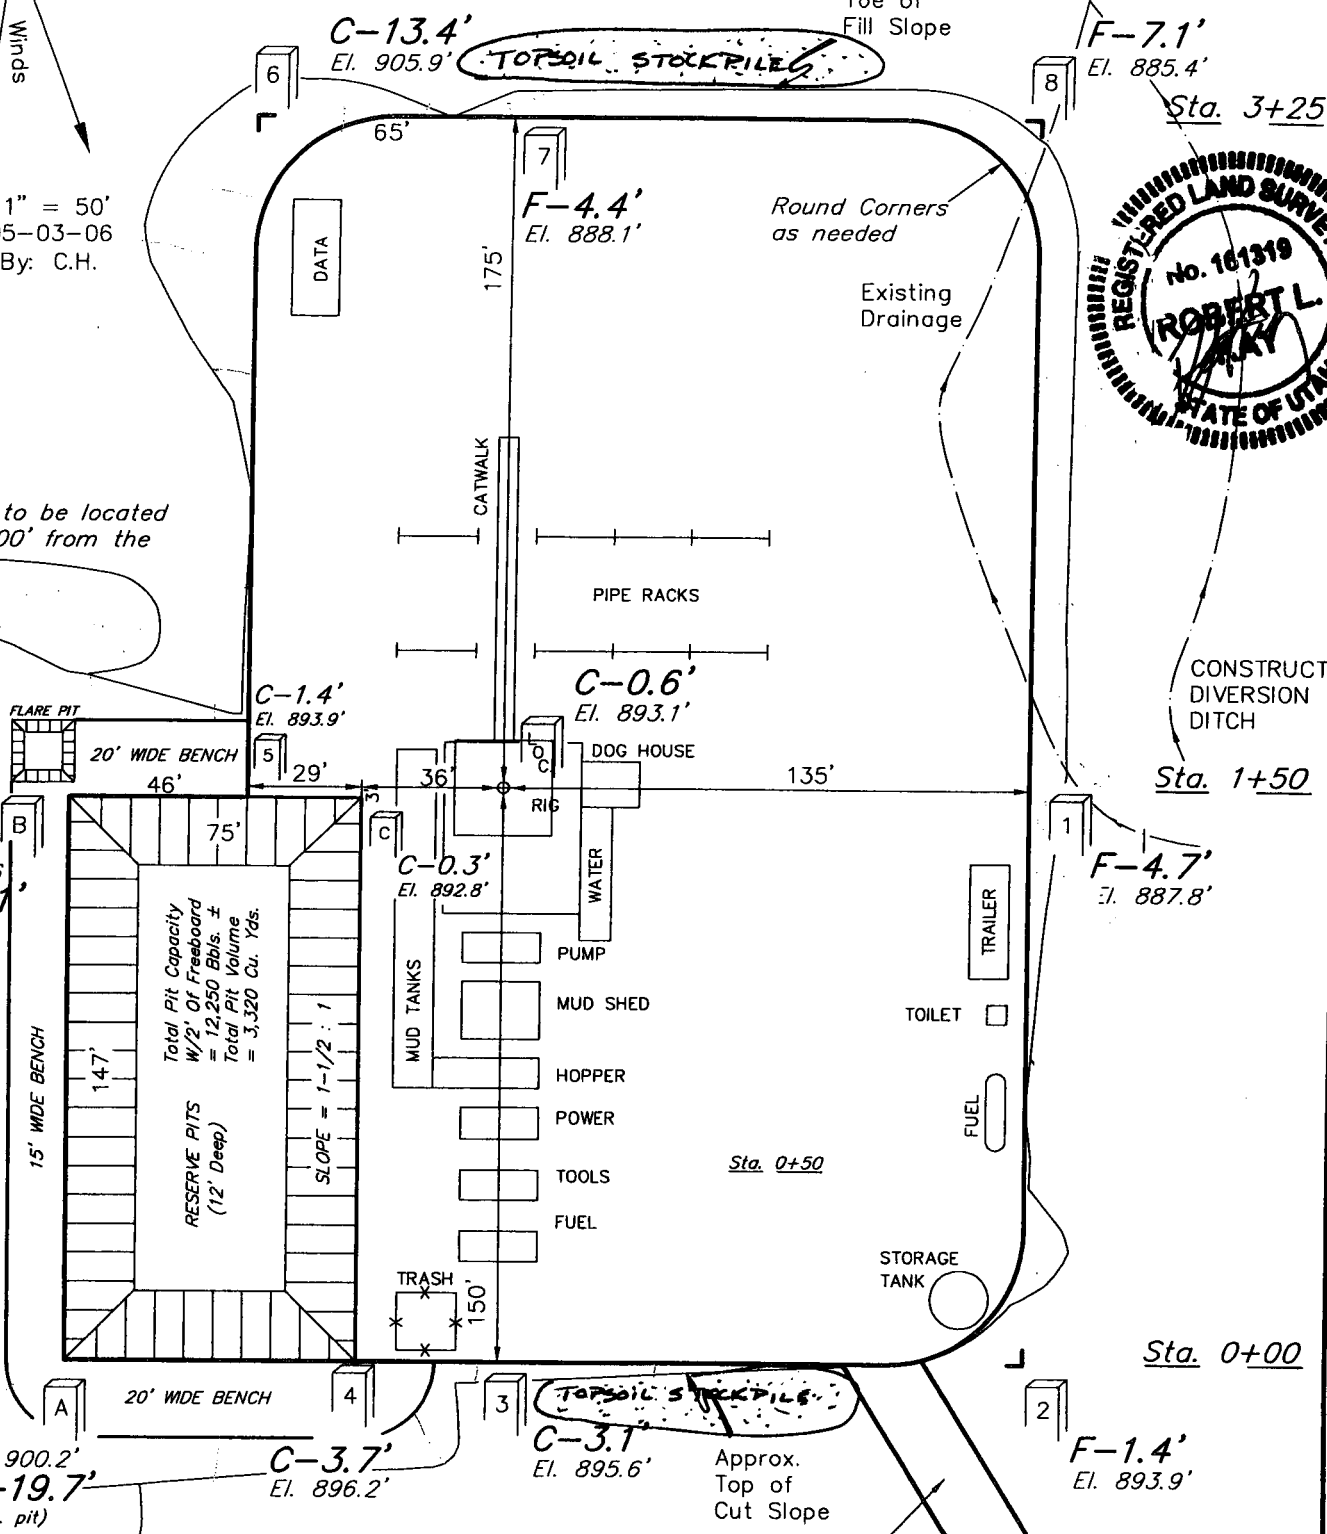 Winds
C-13.4'
El. 905.9'
6
TOPSOIL STOCKPILE
Fill Slope
F-7.1'
El. 885.4'
8
Sta. 3+25
65'
7
F-4.4'
El. 888.1'
175'
DATA
1" = 50'
5-03-06
By: C.H.
Round Corners
as needed
Existing
Drainage
REGISTERED LAND SURVE
No. 161319
ROBERT L.
KAY
STATE OF UTAH
CATWALK
to be located
00' from the
PIPE RACKS
C-0.6'
El. 893.1'
C-1.4'
El. 893.9'
5
FLARE PIT
20' WIDE BENCH
46'
29'
3'
36'
LOC.
DOG HOUSE
RIG
135'
CONSTRUCT
DIVERSION
DITCH
Sta. 1+50
B
75'
C
C-0.3'
El. 892.8'
WATER
1
F-4.7'
El. 887.8'
TRAILER
PUMP
MUD SHED
MUD TANKS
TOILET
HOPPER
POWER
FUEL
TOOLS
FUEL
Sta. 0+50
15' WIDE BENCH
147'
Total Pit Capacity
W/2' Of Freeboard
= 12,250 Bbls. ±
Total Pit Volume
= 3,320 Cu. Yds.
RESERVE PITS
(12' Deep)
SLOPE = 1-1/2 : 1
STORAGE
TANK
TRASH
150'
Sta. 0+00
A
20' WIDE BENCH
4
3
TOPSOIL STOCKPILE
2
900.2'
-19.7'
pit)
C-3.7'
El. 896.2'
C-3.1'
El. 895.6'
Approx.
Top of
Cut Slope
F-1.4'
El. 893.9'